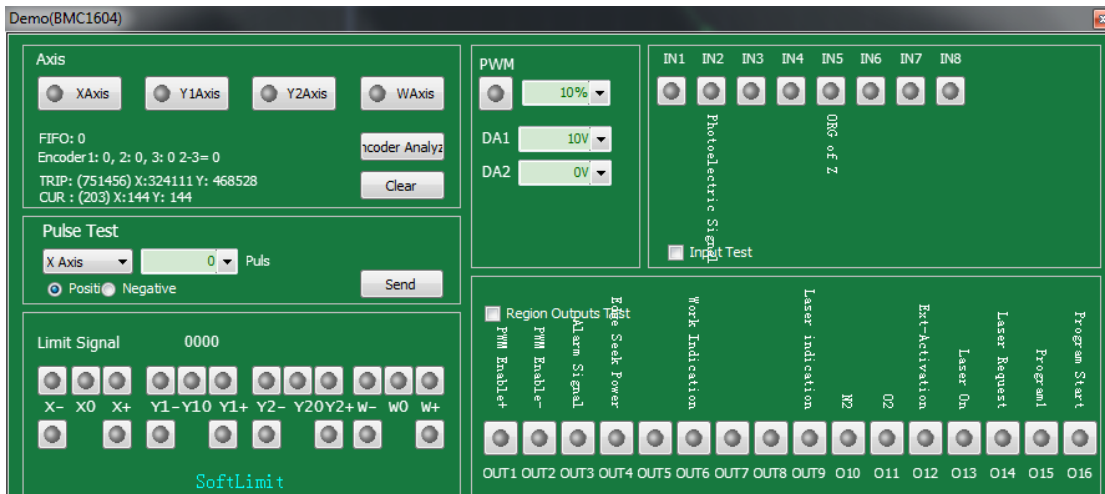 Demo(BMC1604)
Axis
XAxis
Y1Axis
Y2Axis
WAxis
FIFO: 0
Encoder1: 0, 2: 0, 3: 0 2-3= 0
ncoder Analyz
TRIP: (751456) X:324111 Y: 468528
CUR : (203) X:144 Y: 144
Clear
Pulse Test
X Axis
0
Puls
Positi
Negative
Send
Limit Signal 0000
X- X0 X+ Y1- Y10 Y1+ Y2- Y20 Y2+ W- W0 W+
SoftLimit
PWM
10%
DA1
10V
DA2
0V
IN1 IN2 IN3 IN4 IN5 IN6 IN7 IN8
Photoelectric Signal
ORG of Z
Input Test
Region Outputs Test
PWM Enable+
PWM Enable-
Alarm Signal
Edge Seek Power
Work Indication
Laser indication
N2
O2
Ext-Activation
Laser On
Laser Request
Program1
Program Start
OUT1 OUT2 OUT3 OUT4 OUT5 OUT6 OUT7 OUT8 OUT9 O10 O11 O12 O13 O14 O15 O16